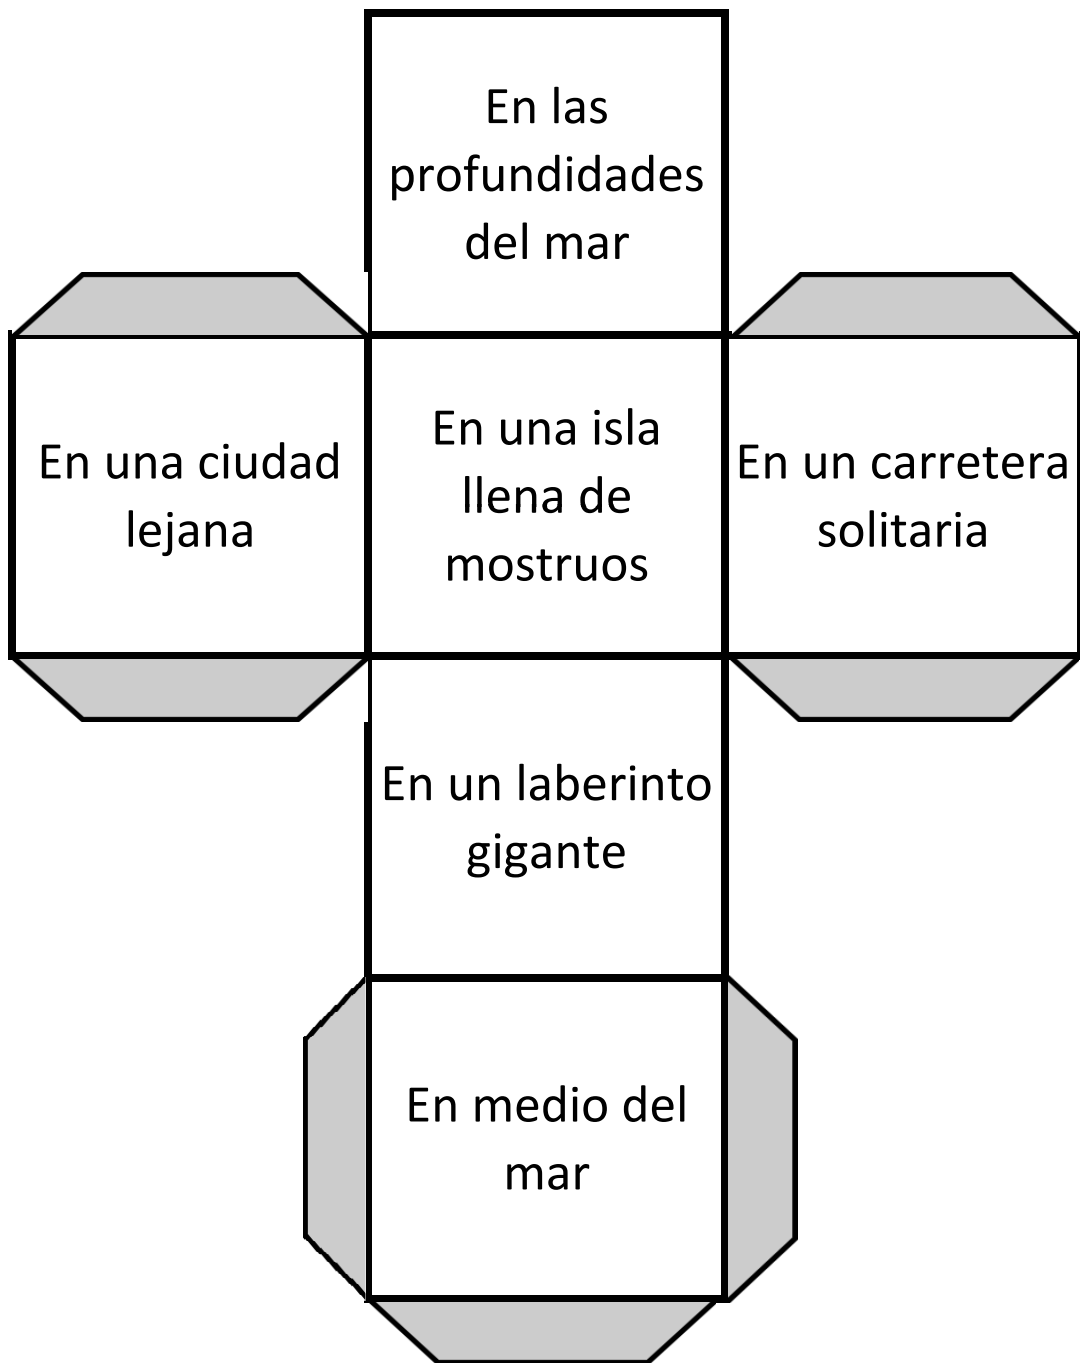 En las
profundidades
del mar
En una ciudad
lejana
En una isla
llena de
mostruos
En un carretera
solitaria
En un laberinto
gigante
En medio del
mar